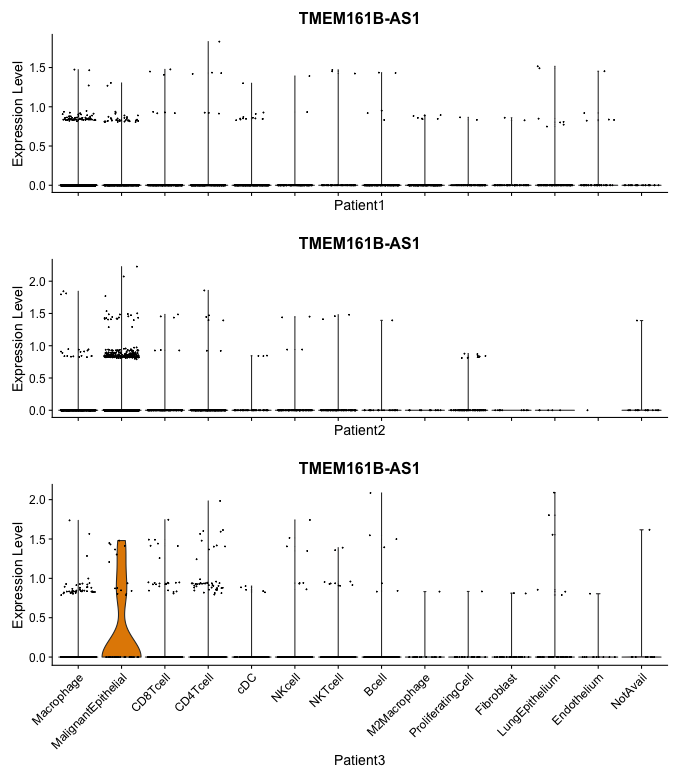 TMEM161B-AS1
Expression Level
1.5
1.0
0.5
0.0
Patient1
TMEM161B-AS1
Expression Level
2.0
1.5
1.0
0.5
0.0
Patient2
TMEM161B-AS1
Expression Level
2.0
1.5
1.0
0.5
0.0
Macrophage
MalignantEpithelial
CD8Tcell
CD4Tcell
cDC
NKcell
NKTcell
Bcell
M2Macrophage
ProliferatingCell
Fibroblast
LungEpithelium
Endothelium
NotAvail
Patient3